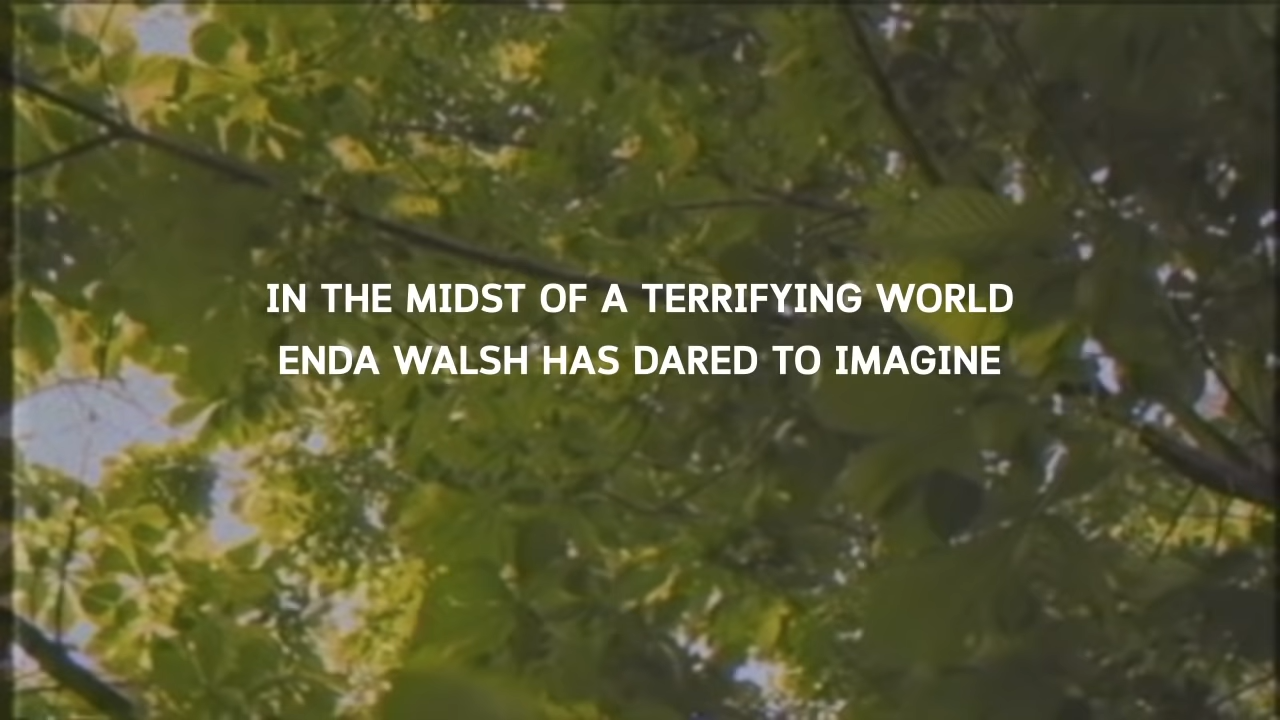 IN THE MIDST OF A TERRIFYING WORLD
ENDA WALSH HAS DARED TO IMAGINE